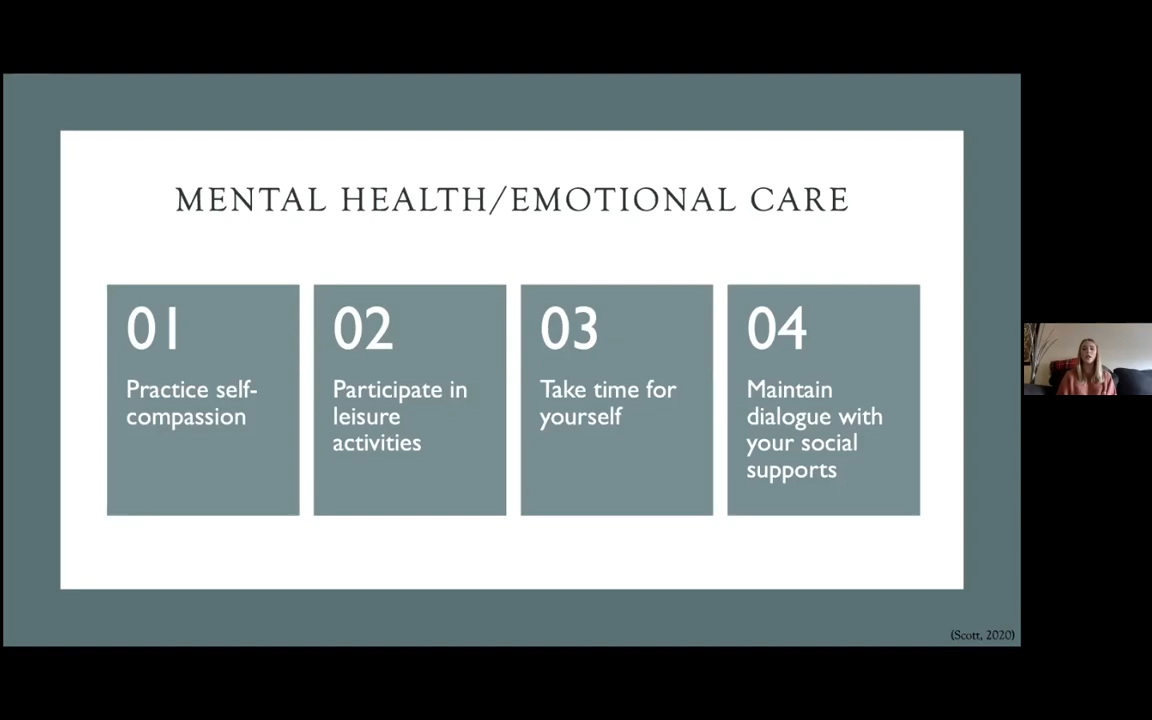 MENTAL HEALTH/EMOTIONAL CARE
01
Practice self-
compassion
02
Participate in
leisure
activities
03
Take time for
yourself
04
Maintain
dialogue with
your social
supports
(Scott, 2020)